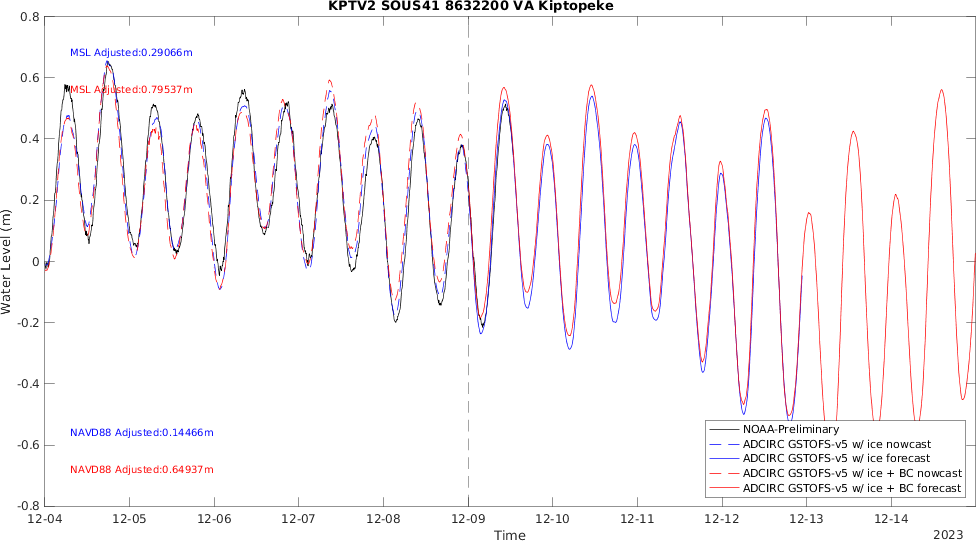 KPTV2 SOUS41 8632200 VA Kiptopeke
0.8
0.6
0.4
0.2
0
-0.2
-0.4
-0.6
-0.8
Water Level (m)
MSL Adjusted:0.29066m
MSL Adjusted:0.79537m
NAVD88 Adjusted:0.14466m
NAVD88 Adjusted:0.64937m
NOAA-Preliminary
ADCIRC GSTOFS-v5 w/ ice nowcast
ADCIRC GSTOFS-v5 w/ ice forecast
ADCIRC GSTOFS-v5 w/ ice + BC nowcast
ADCIRC GSTOFS-v5 w/ ice + BC forecast
12-04 12-05 12-06 12-07 12-08 12-09 12-10 12-11 12-12 12-13 12-14
Time
2023